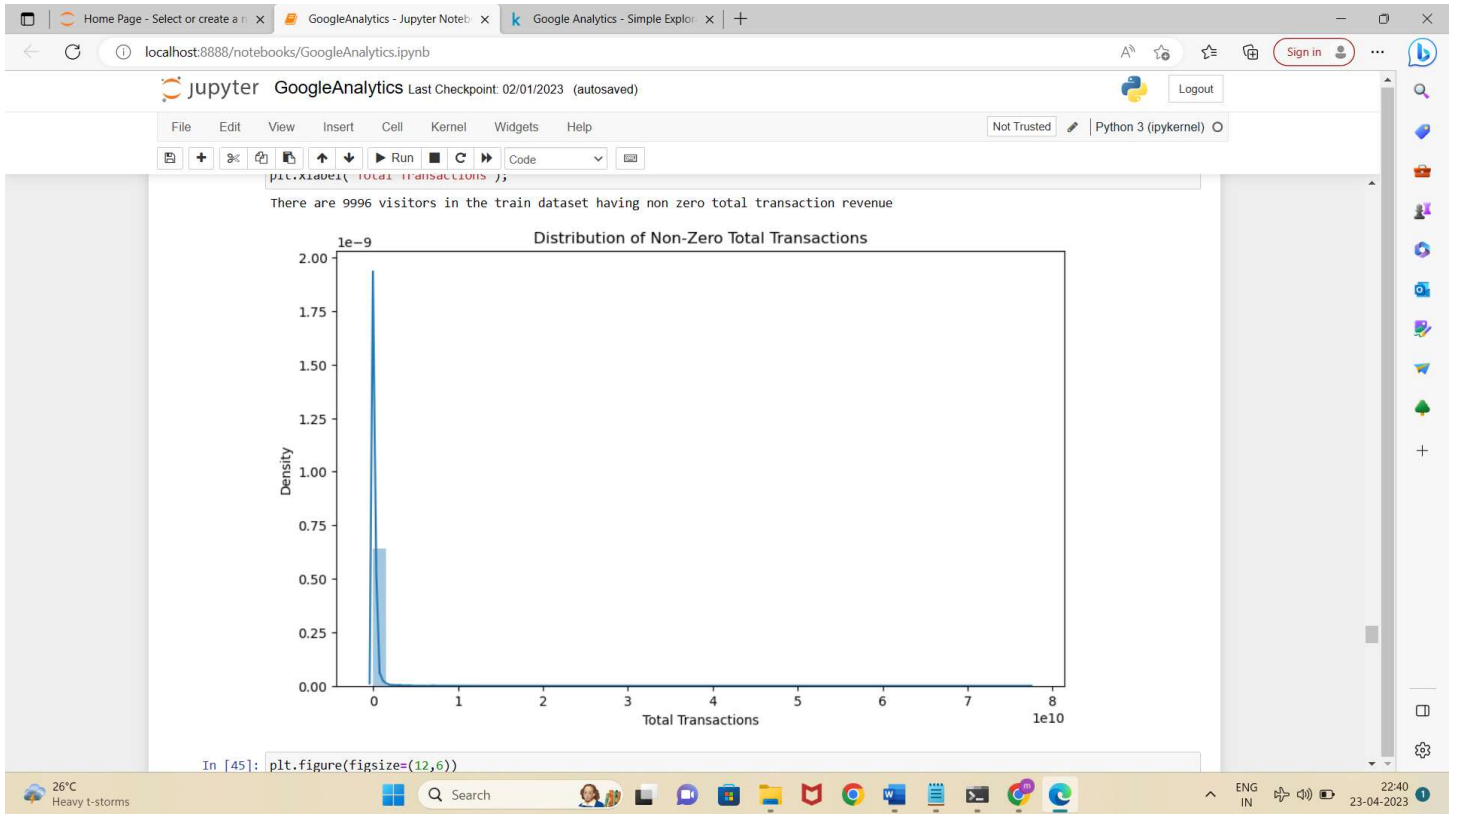 Home Page - Select or create a n
GoogleAnalytics - Jupyter Noteb
Google Analytics - Simple Explor
localhost:8888/notebooks/GoogleAnalytics.ipynb
Sign in
jupyter GoogleAnalytics Last Checkpoint: 02/01/2023 (autosaved)
Logout
File Edit View Insert Cell Kernel Widgets Help
Not Trusted Python 3 (ipykernel)
Run Code
plt.xlabel('Total Transactions');
There are 9996 visitors in the train dataset having non zero total transaction revenue
Distribution of Non-Zero Total Transactions
1e−9
2.00
1.75
1.50
1.25
1.00
0.75
0.50
0.25
0.00
Density
0 1 2 3 4 5 6 7 8
1e10
Total Transactions
In [45]: plt.figure(figsize=(12,6))
26°C
Heavy t-storms
Search
ENG
IN
22:40
23-04-2023
1